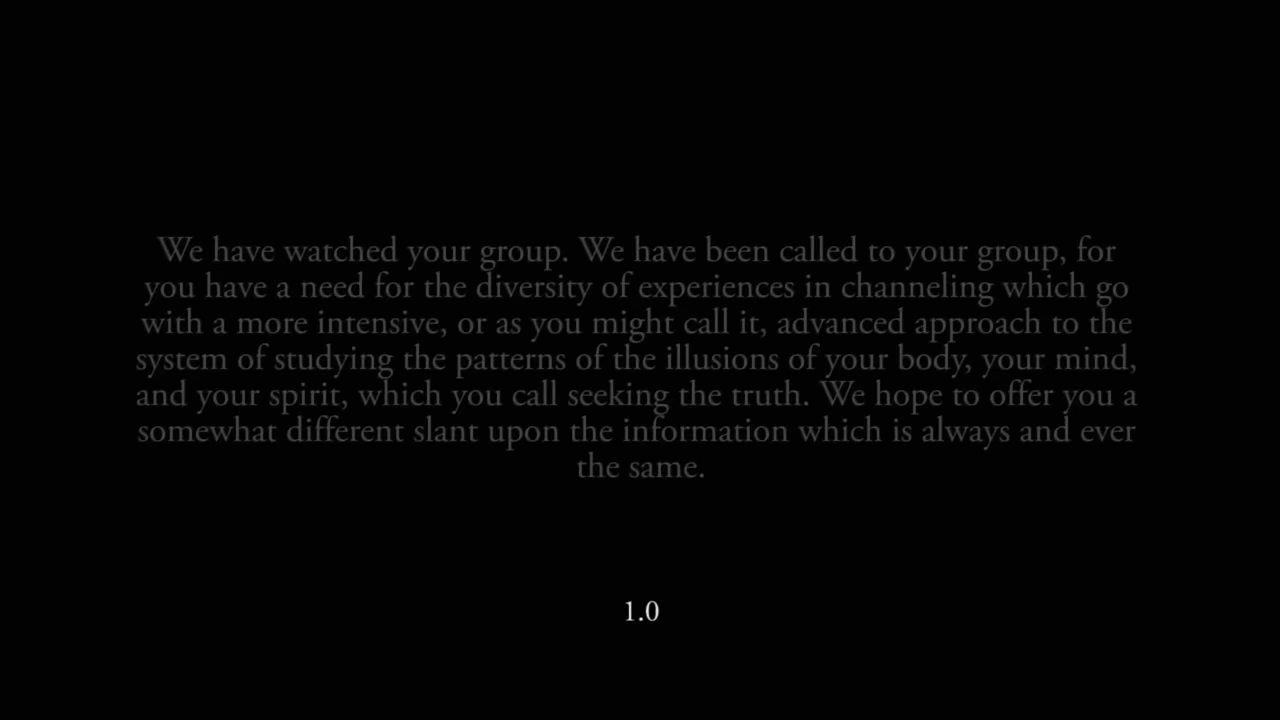 We have watched your group. We have been called to your group, for
you have a need for the diversity of experiences in channeling which go
with a more intensive, or as you might call it, advanced approach to the
system of studying the patterns of the illusions of your body, your mind,
and your spirit, which you call seeking the truth. We hope to offer you a
somewhat different slant upon the information which is always and ever
the same.
1.0